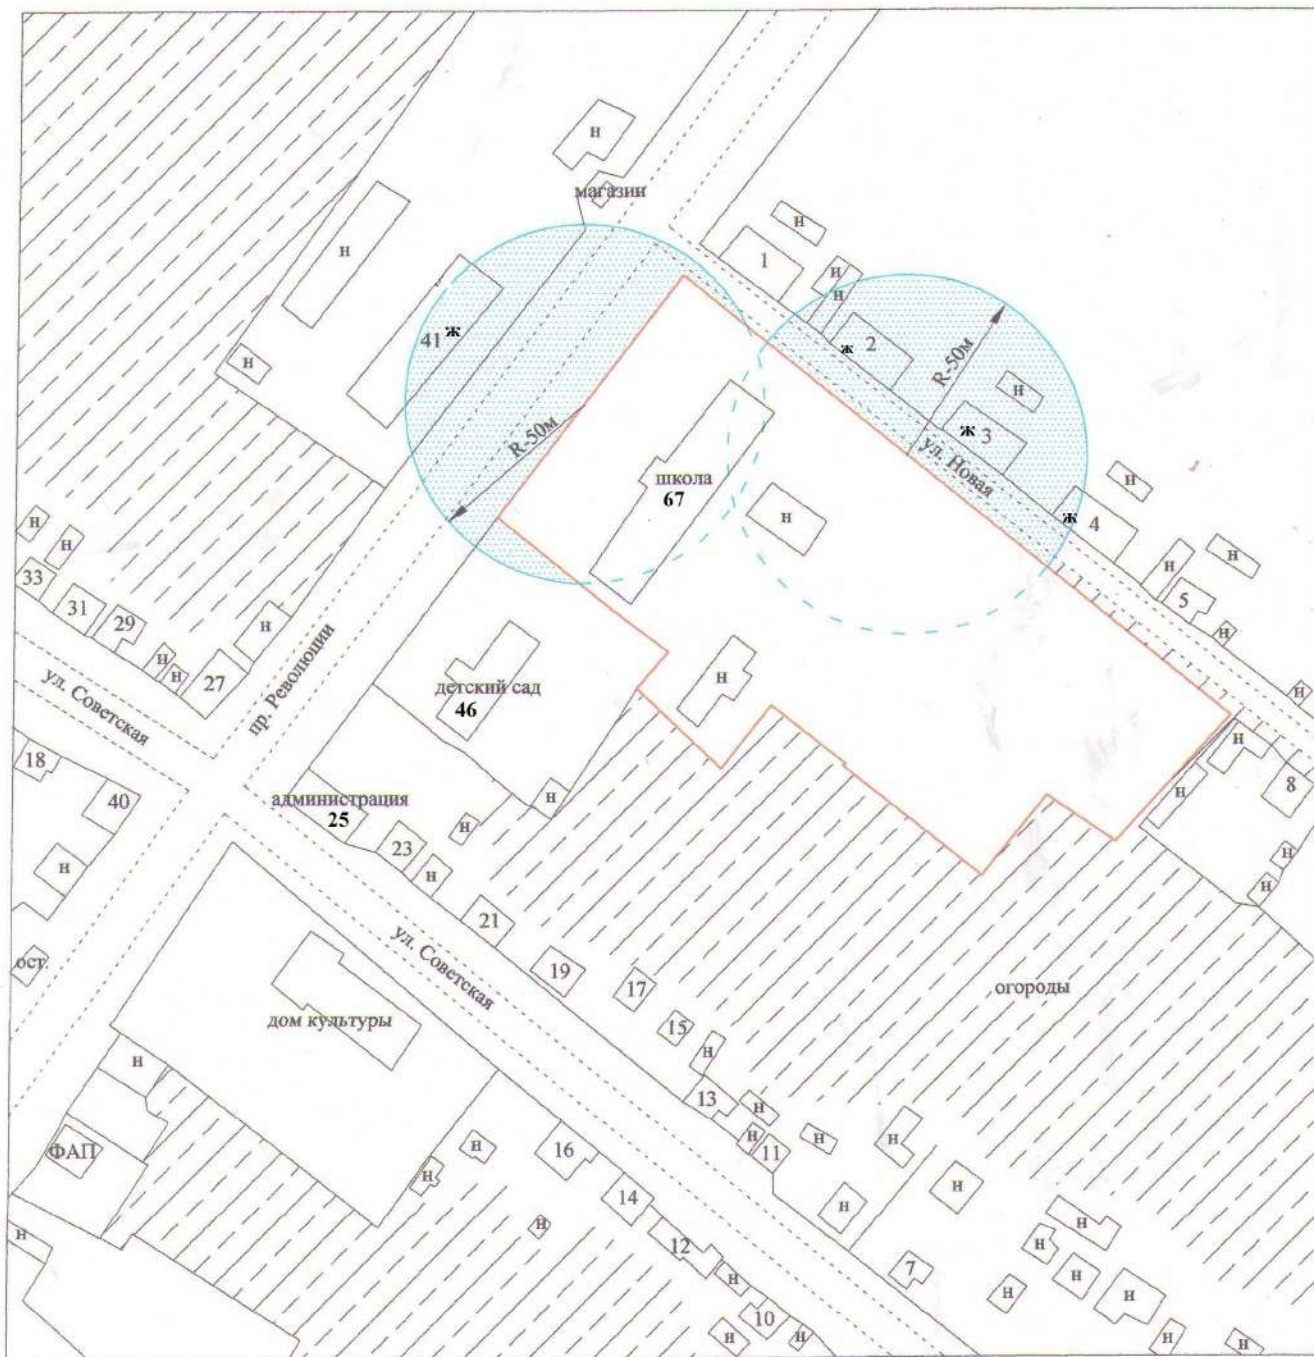 н
магазин
н
1
н
н
н
41 ж
ж 2
н
R-50м
н
ж 3
R-50м
ул. Новая
школа
67
н
н
ж 4
н
н
н
н
33
31
29
н
5
н
н
н
н
27
пр. Революции
ул. Советская
н
детский сад
46
н
н
18
40
н
8
администрация
25
н
н
23
н
н
н
н
21
ул. Советская
ост.
19
17
огороды
дом культуры
15
н
н
13
н
н
н
н
11
ФАП
н
н
16
н
14
н
н
н
н
12
н
н
7
н
н
н
10
н
н
н
н